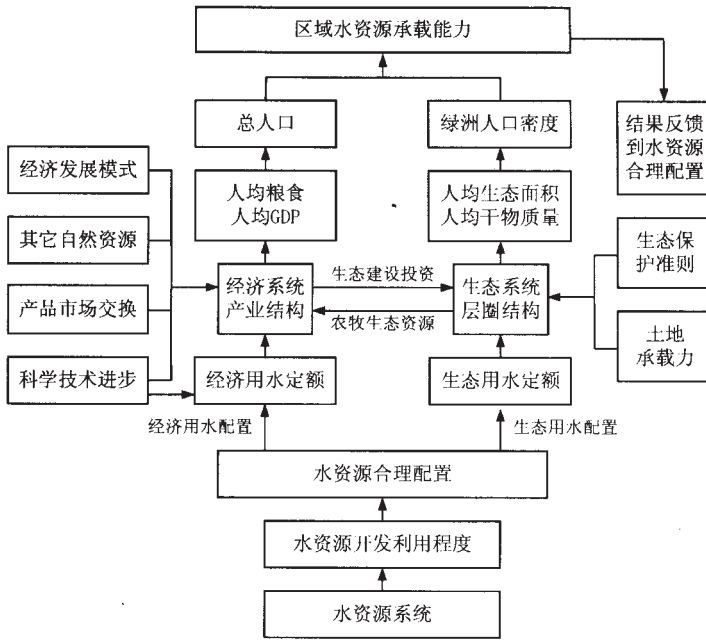 区域水资源承载能力
总人口
绿洲人口密度
结果反馈
到水资源
合理配置
经济发展模式
人均粮食
人均GDP
人均生态面积
人均干物质量
其它自然资源
生态保
护准则
经济系统
产业结构
生态建设投资
农牧生态资源
生态系统
层圈结构
产品市场交换
土地
承载力
科学技术进步
经济用水定额
生态用水定额
经济用水配置
生态用水配置
水资源合理配置
水资源开发利用程度
水资源系统